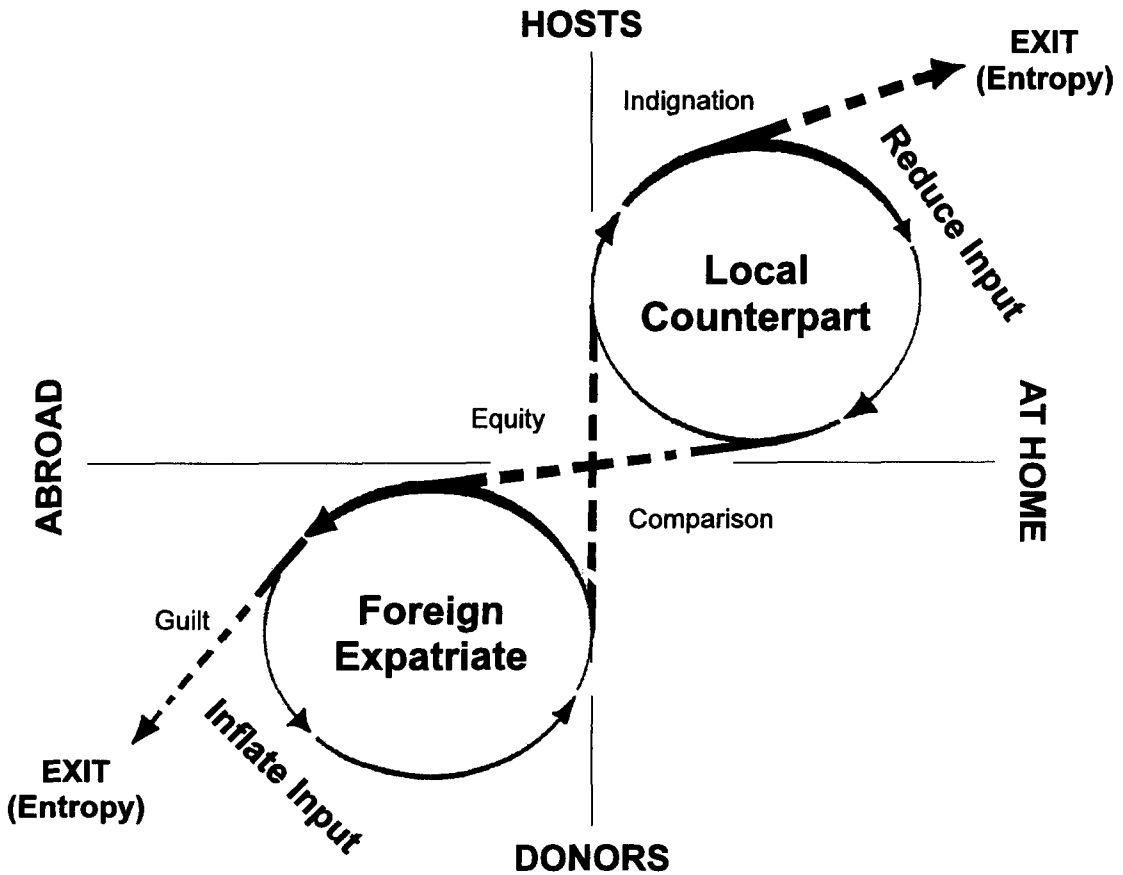 HOSTS
EXIT
(Entropy)
Indignation
Reduce Input
Local
Counterpart
ABROAD
AT HOME
Equity
Comparison
Foreign
Expatriate
Guilt
Inflate Input
EXIT
(Entropy)
DONORS